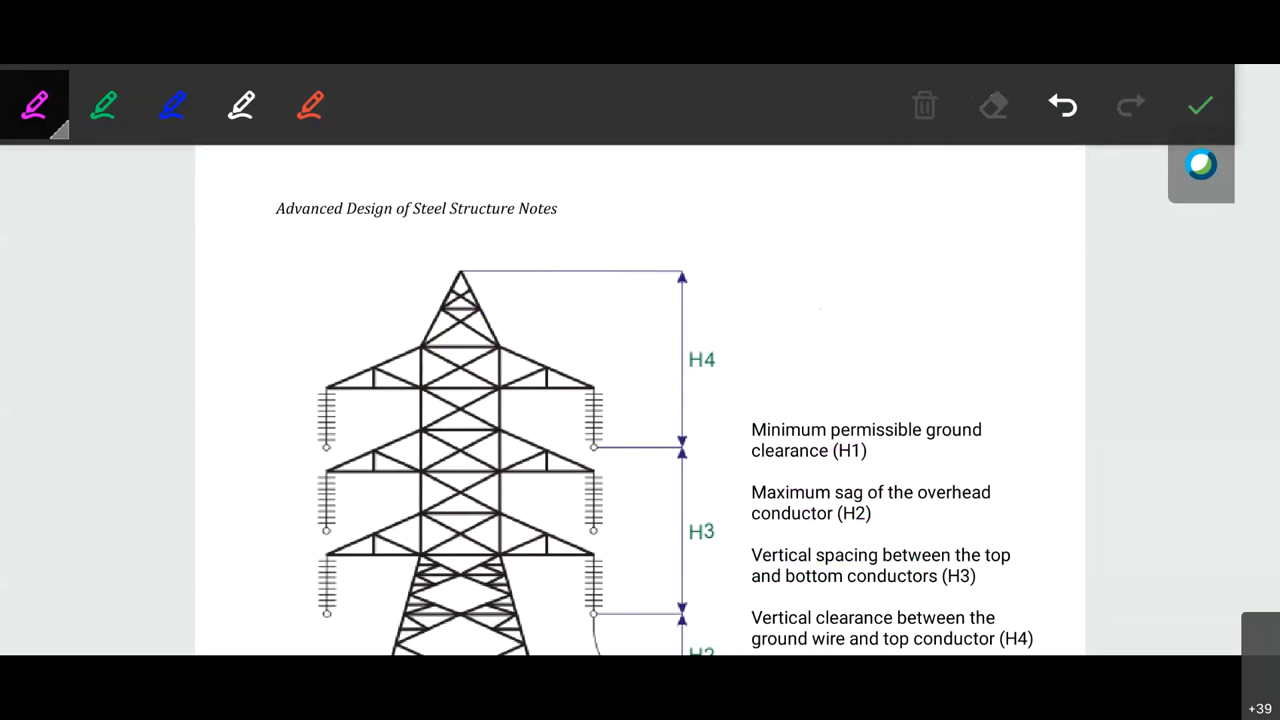 Advanced Design of Steel Structure Notes
H4
Minimum permissible ground
clearance (H1)
Maximum sag of the overhead
conductor (H2)
H3
Vertical spacing between the top
and bottom conductors (H3)
Vertical clearance between the
ground wire and top conductor (H4)
H2
+39